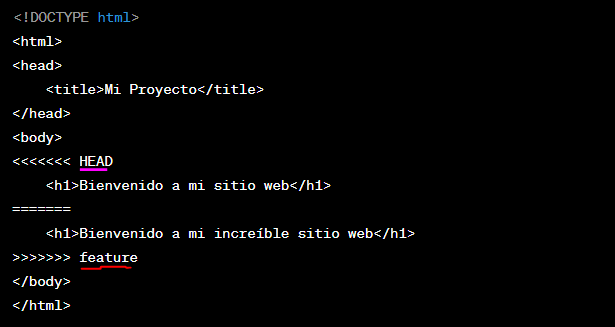 <!DOCTYPE html>
<html>
<head>
    <title>Mi Proyecto</title>
</head>
<body>
<<<<<<< HEAD
    <h1>Bienvenido a mi sitio web</h1>
=======
    <h1>Bienvenido a mi increíble sitio web</h1>
>>>>>>> feature
</body>
</html>